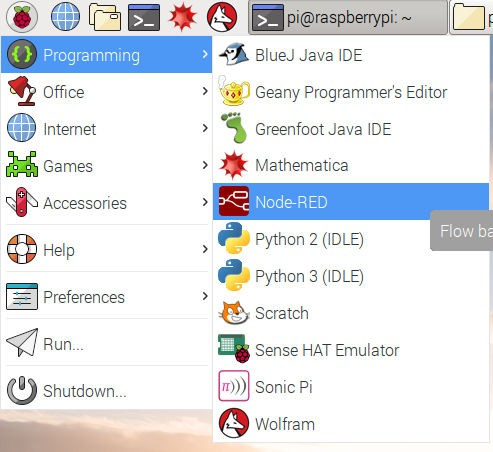 pi@raspberrypi: ~
Programming
Office
Internet
Games
Accessories
Help
Preferences
Run...
Shutdown...
BlueJ Java IDE
Geany Programmer's Editor
Greenfoot Java IDE
Mathematica
Node-RED
Flow
Python 2 (IDLE)
Python 3 (IDLE)
Scratch
Sense HAT Emulator
Sonic Pi
Wolfram